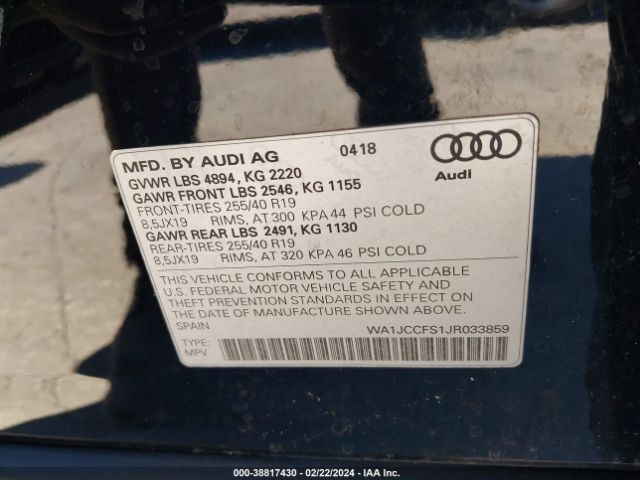 MFD. BY AUDI AG 0418
GVWR LBS 4894, KG 2220
GAWR FRONT LBS 2546, KG 1155
FRONT-TIRES 255/40 R19
8,5JX19 RIMS, AT 300 KPA 44 PSI COLD
GAWR REAR LBS 2491, KG 1130
REAR-TIRES 255/40 R19
8,5JX19 RIMS, AT 320 KPA 46 PSI COLD
Audi
THIS VEHICLE CONFORMS TO ALL APPLICABLE
U.S. FEDERAL MOTOR VEHICLE SAFETY AND
THEFT PREVENTION STANDARDS IN EFFECT ON
THE DATE OF MANUFACTURE SHOWN ABOVE.
SPAIN WA1JCCFS1JR033859
TYPE:
MPV
000-38817430 - 02/22/2024 - IAA Inc.